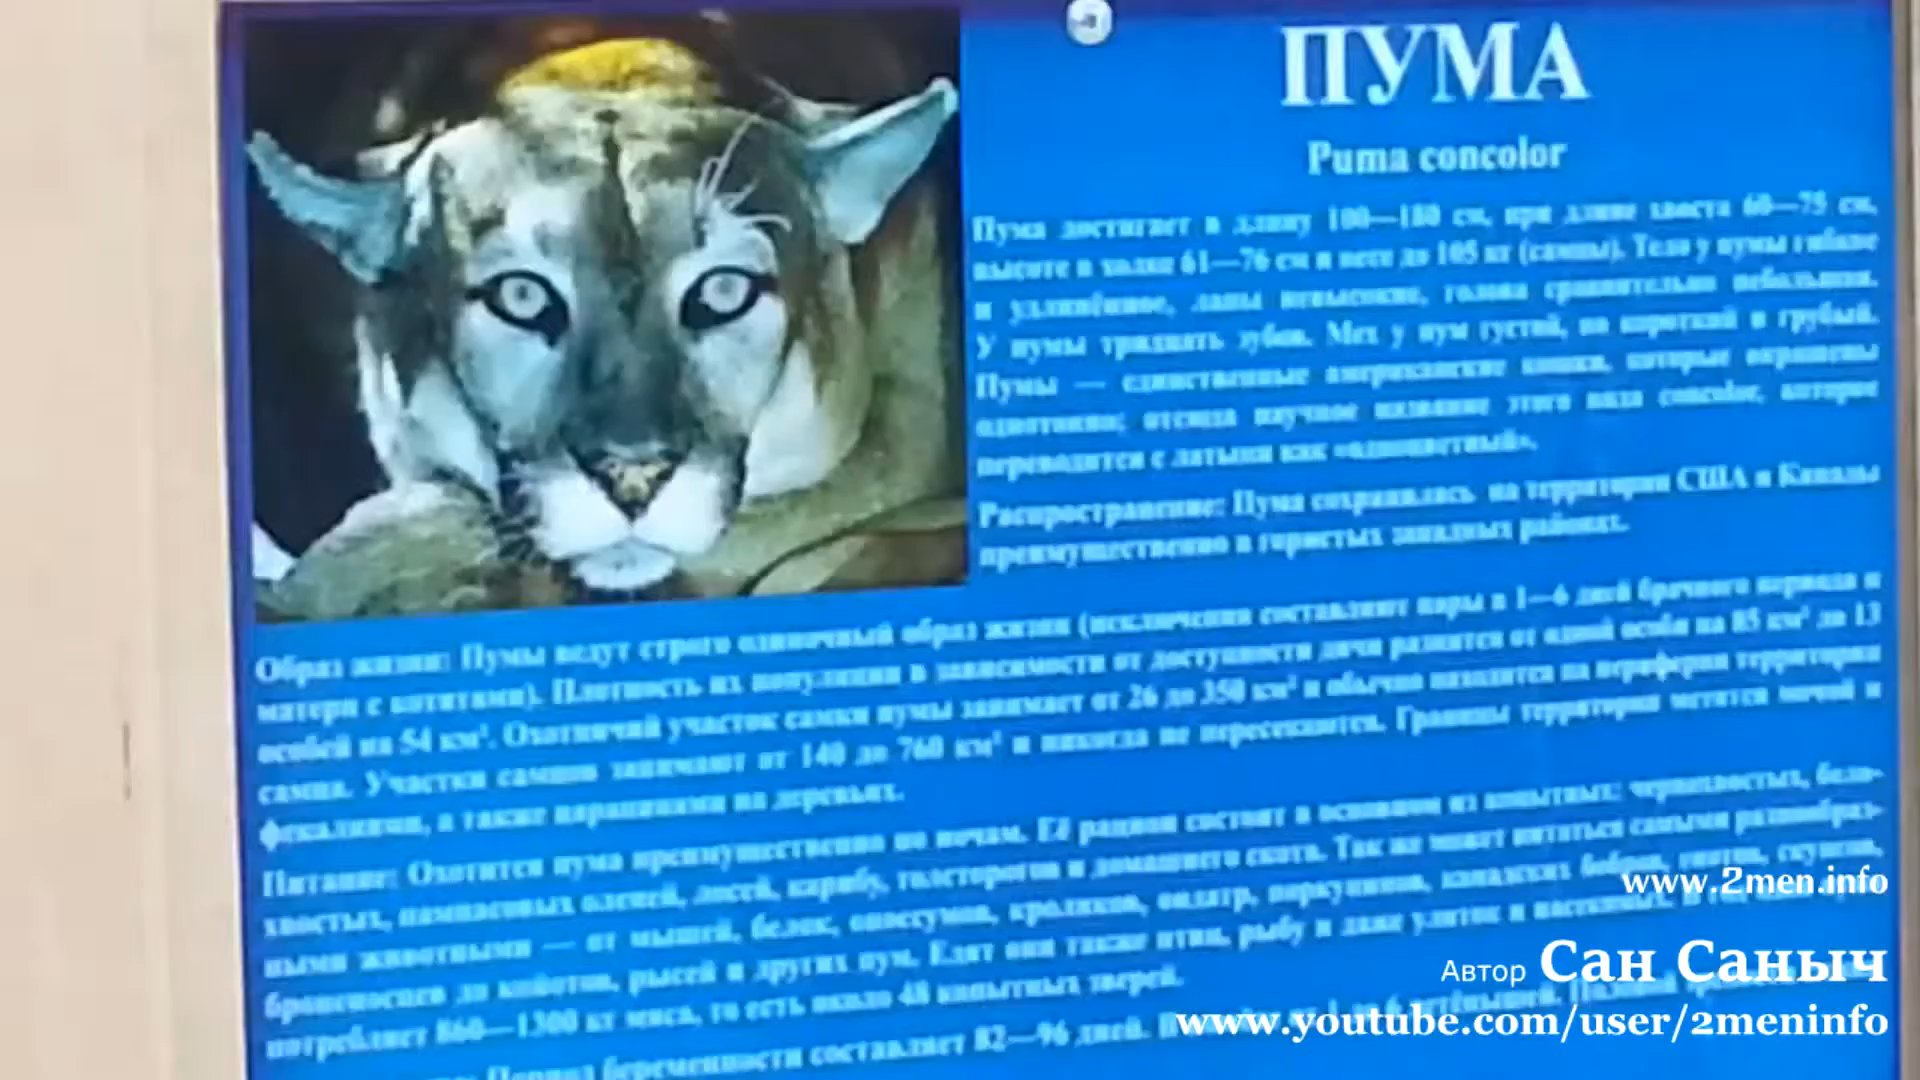 ПУМА
Puma concolor
Пума достигает в длину 100—180 см, при длине хвоста 60—75 см,
высоте в холке 61—76 см и весе до 105 кг (самцы). Тело у пумы гибкое
и удлинённое, лапы невысокие, голова сравнительно небольшая.
У пумы тридцать зубов. Мех у пум густой, но короткий и грубый.
Пумы — единственные американские кошки, которые окрашены
однотонно; отсюда научное название этого вида concolor, которое
переводится с латыни как «одноцветный».
Распространение: Пума сохранилась на территории США и Канады
преимущественно в гористых западных районах.
Образ жизни: Пумы ведут строго одиночный образ жизни (исключения составляют пары в 1—6 дней брачного периода и
матери с котятами). Плотность их популяции в зависимости от доступности дичи разнится от одной особи на 85 км² до 13
особей на 54 км². Охотничий участок самки пумы занимает от 26 до 350 км² и обычно находится на периферии территории
самца. Участки самцов занимают от 140 до 760 км² и никогда не пересекаются. Границы территории метятся мочой и
фекалиями, а также царапинами на деревьях.
Питание: Охотится пума преимущественно по ночам. Её рацион состоит в основном из копытных: чернохвостых, бело-
хвостых, пампасовых оленей, лосей, карибу, толсторогов и домашнего скота. Так же может питаться самыми разнообраз-
ными животными — от мышей, белок, опоссумов, кроликов, ондатр, поркупинов, канадских бобров, енотов, скунсов,
броненосцев до койотов, рысей и других пум. Едят они также птиц, рыбу и даже улиток и насекомых. В год
потребляет 860—1300 кг мяса, то есть около 48 копытных зверей.
Период беременности составляет 82—96 дней.
www.2men.info
Автор Сан Саныч
www.youtube.com/user/2meninfo